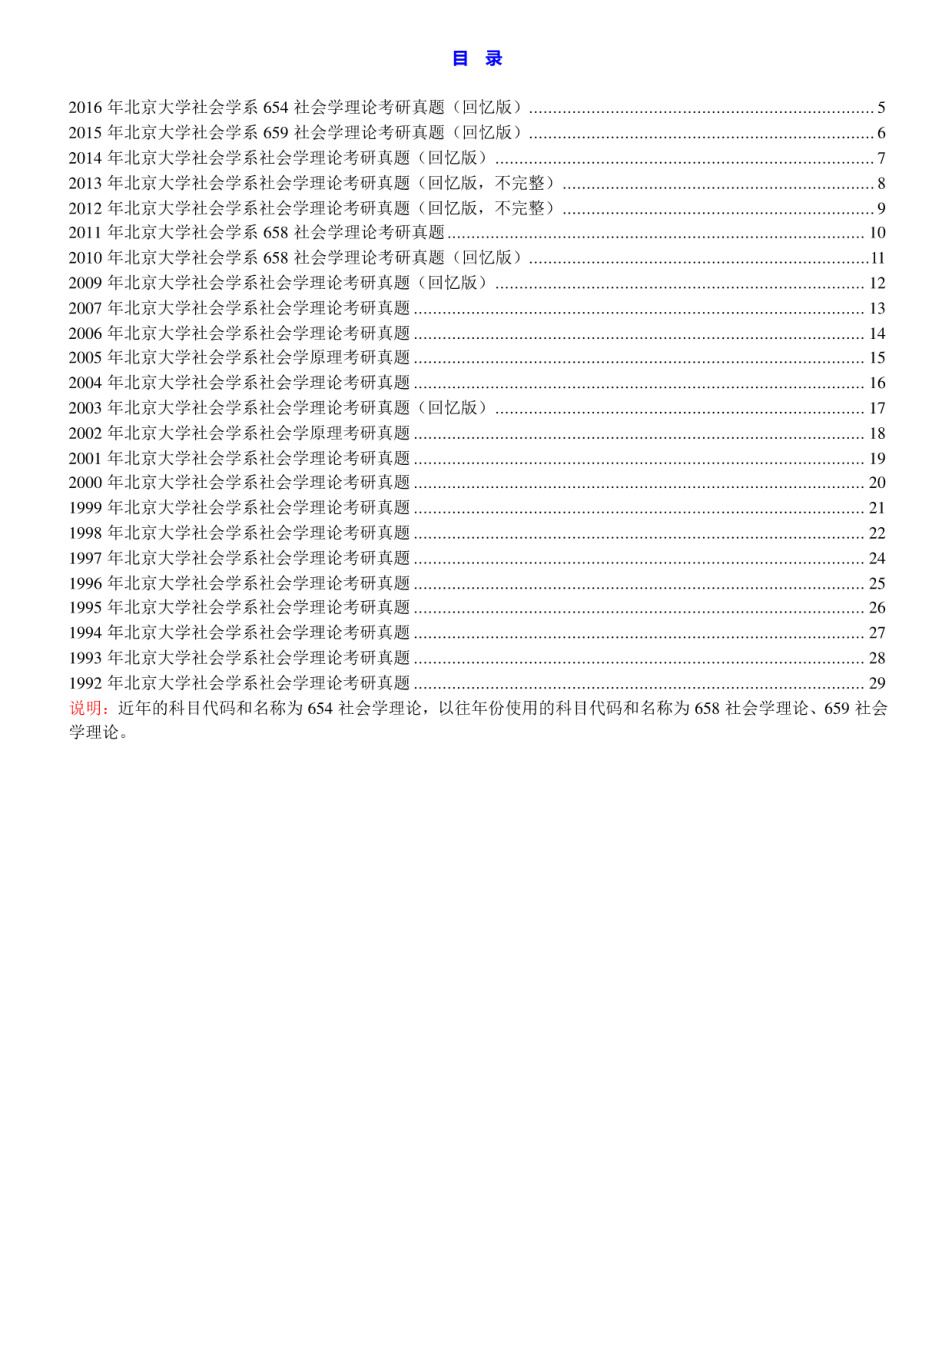 目 录
2016 年北京大学社会学系 654 社会学理论考研真题（回忆版）........................................................................ 5
2015 年北京大学社会学系 659 社会学理论考研真题（回忆版）........................................................................ 6
2014 年北京大学社会学系社会学理论考研真题（回忆版）............................................................................... 7
2013 年北京大学社会学系社会学理论考研真题（回忆版，不完整）................................................................. 8
2012 年北京大学社会学系社会学理论考研真题（回忆版，不完整）................................................................. 9
2011 年北京大学社会学系 658 社会学理论考研真题....................................................................................... 10
2010 年北京大学社会学系 658 社会学理论考研真题（回忆版）.......................................................................11
2009 年北京大学社会学系社会学理论考研真题（回忆版）............................................................................. 12
2007 年北京大学社会学系社会学理论考研真题.............................................................................................. 13
2006 年北京大学社会学系社会学理论考研真题.............................................................................................. 14
2005 年北京大学社会学系社会学原理考研真题.............................................................................................. 15
2004 年北京大学社会学系社会学理论考研真题.............................................................................................. 16
2003 年北京大学社会学系社会学理论考研真题（回忆版）............................................................................. 17
2002 年北京大学社会学系社会学原理考研真题.............................................................................................. 18
2001 年北京大学社会学系社会学理论考研真题.............................................................................................. 19
2000 年北京大学社会学系社会学理论考研真题.............................................................................................. 20
1999 年北京大学社会学系社会学理论考研真题.............................................................................................. 21
1998 年北京大学社会学系社会学理论考研真题.............................................................................................. 22
1997 年北京大学社会学系社会学理论考研真题.............................................................................................. 24
1996 年北京大学社会学系社会学理论考研真题.............................................................................................. 25
1995 年北京大学社会学系社会学理论考研真题.............................................................................................. 26
1994 年北京大学社会学系社会学理论考研真题.............................................................................................. 27
1993 年北京大学社会学系社会学理论考研真题.............................................................................................. 28
1992 年北京大学社会学系社会学理论考研真题.............................................................................................. 29
说明：近年的科目代码和名称为 654 社会学理论，以往年份使用的科目代码和名称为 658 社会学理论、659 社会
学理论。